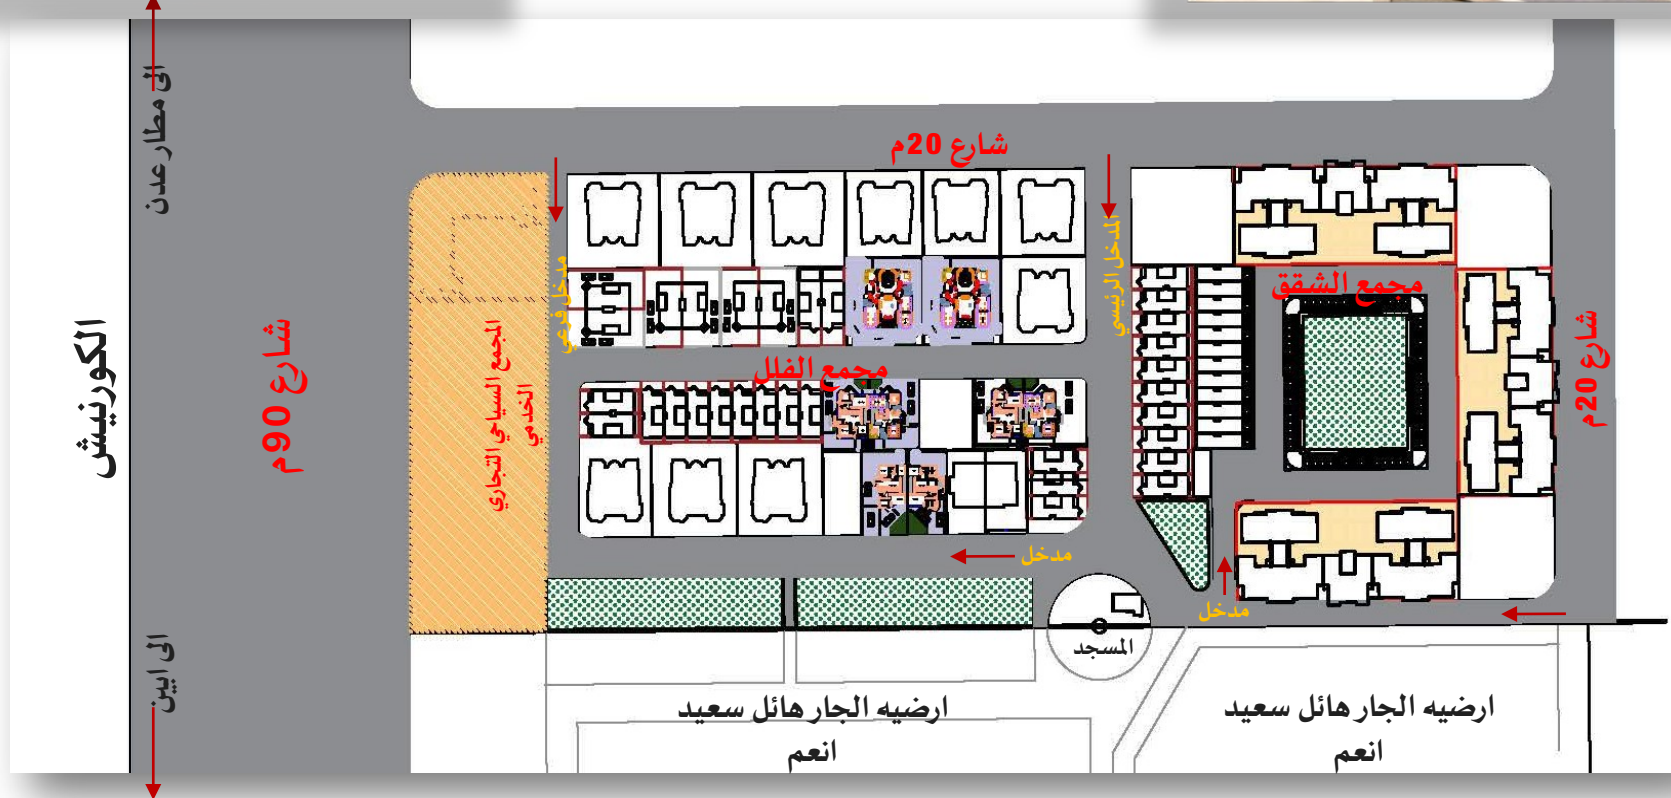 الى مطار عدن
شارع 20م
المدخل الرئيسي
مدخل فرعي
مجمع الشقق
شارع 20م
الكورنيش
شارع 90م
المجمع السياحي التجاري
الخدمي
مجمع الفلل
مدخل
مدخل
المسجد
الى ابين
ارضيه الجار هائل سعيد
انعم
ارضيه الجار هائل سعيد
انعم